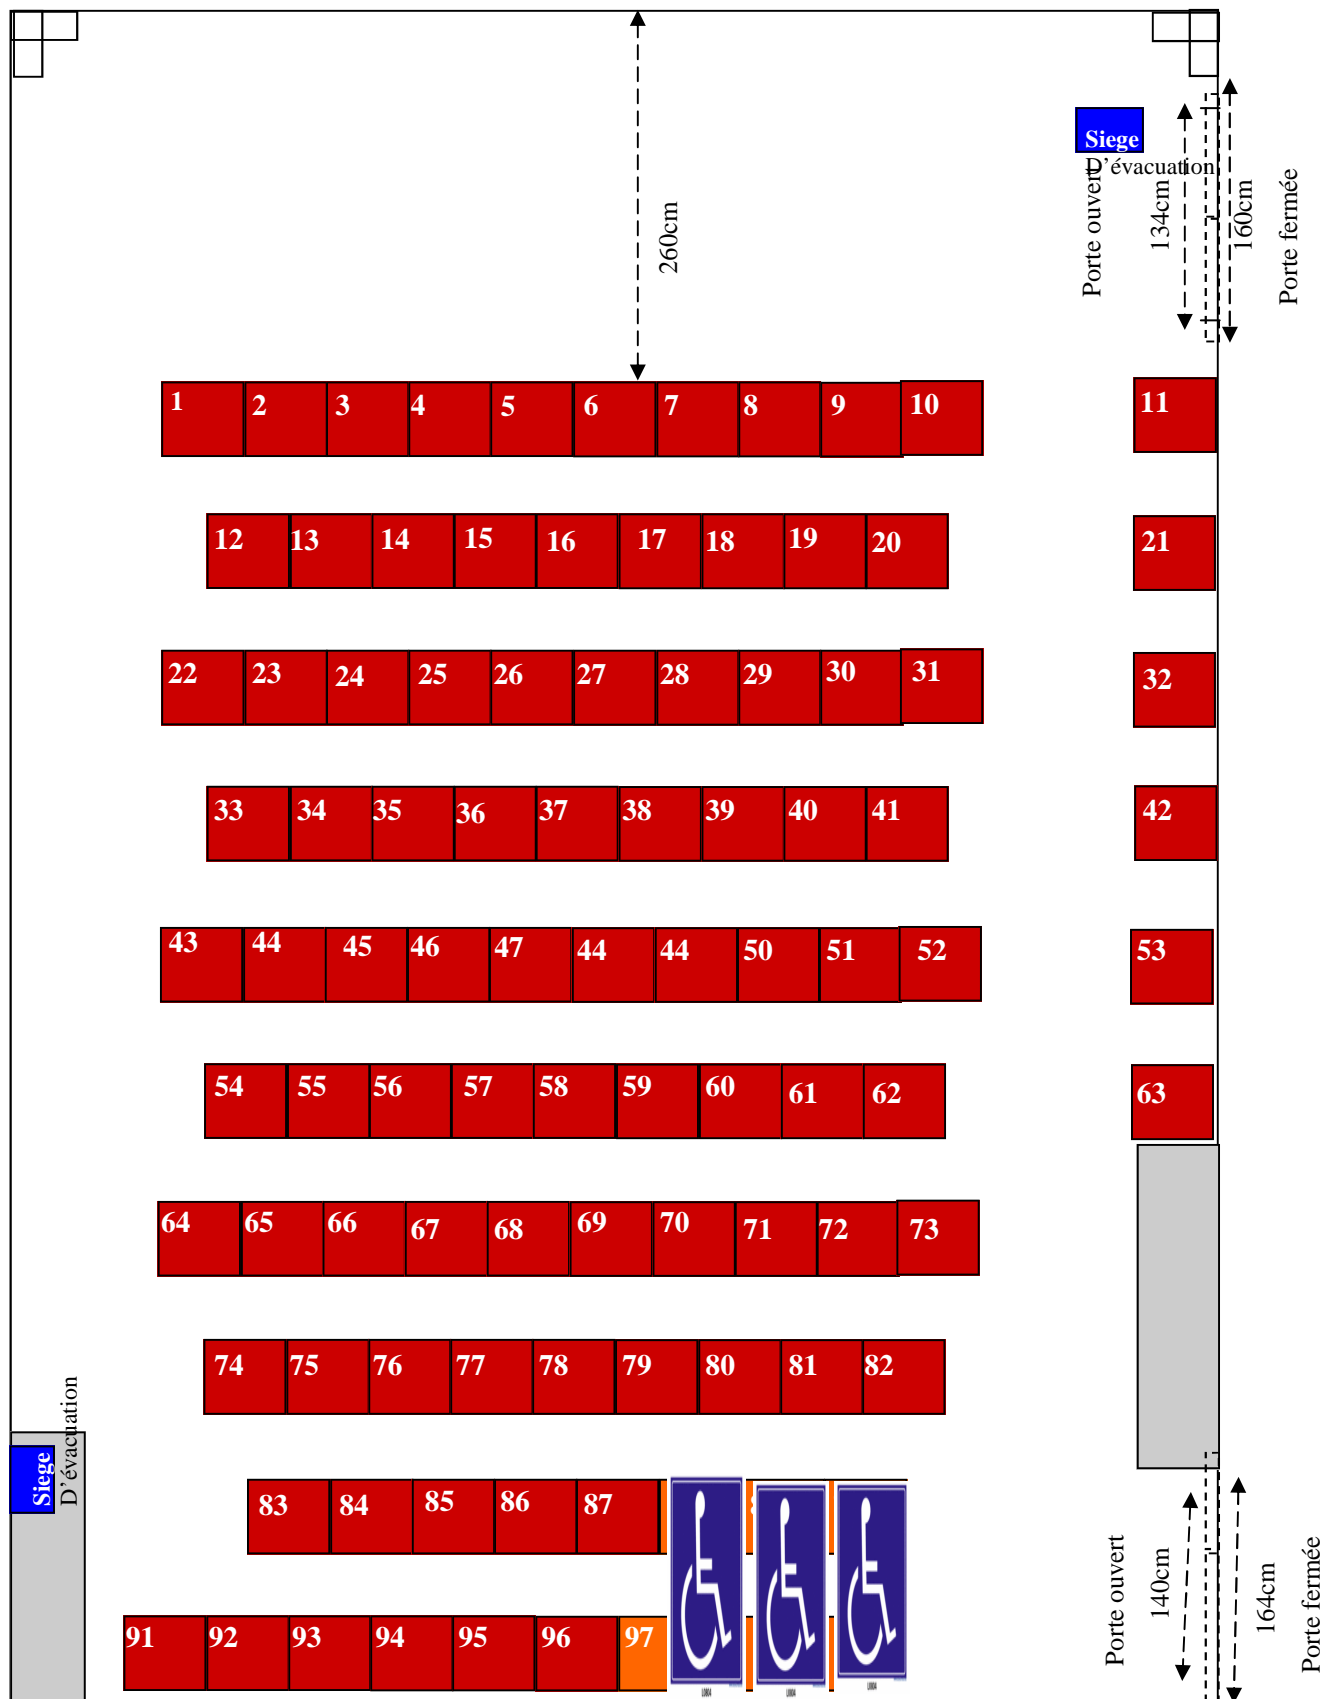 Siege
D'évacuation
Porte ouvert
134cm
160cm
Porte fermée
260cm
1 2 3 4 5 6 7 8 9 10 11
12 13 14 15 16 17 18 19 20 21
22 23 24 25 26 27 28 29 30 31 32
33 34 35 36 37 38 39 40 41 42
43 44 45 46 47 44 44 50 51 52 53
54 55 56 57 58 59 60 61 62 63
64 65 66 67 68 69 70 71 72 73
74 75 76 77 78 79 80 81 82
Siege
D'évacuation
83 84 85 86 87
Porte ouvert
140cm
164cm
Porte fermée
91 92 93 94 95 96 97